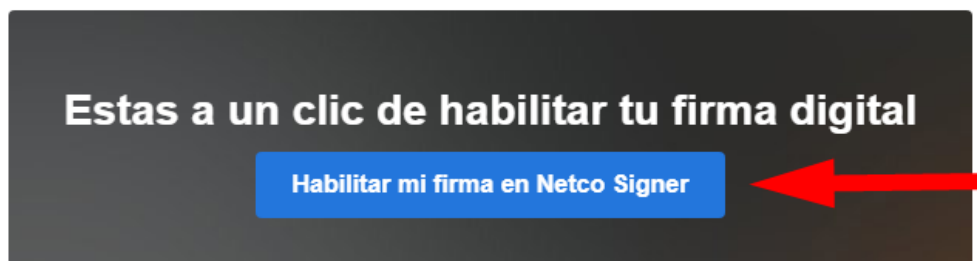 Estas a un clic de habilitar tu firma digital
Habilitar mi firma en Netco Signer